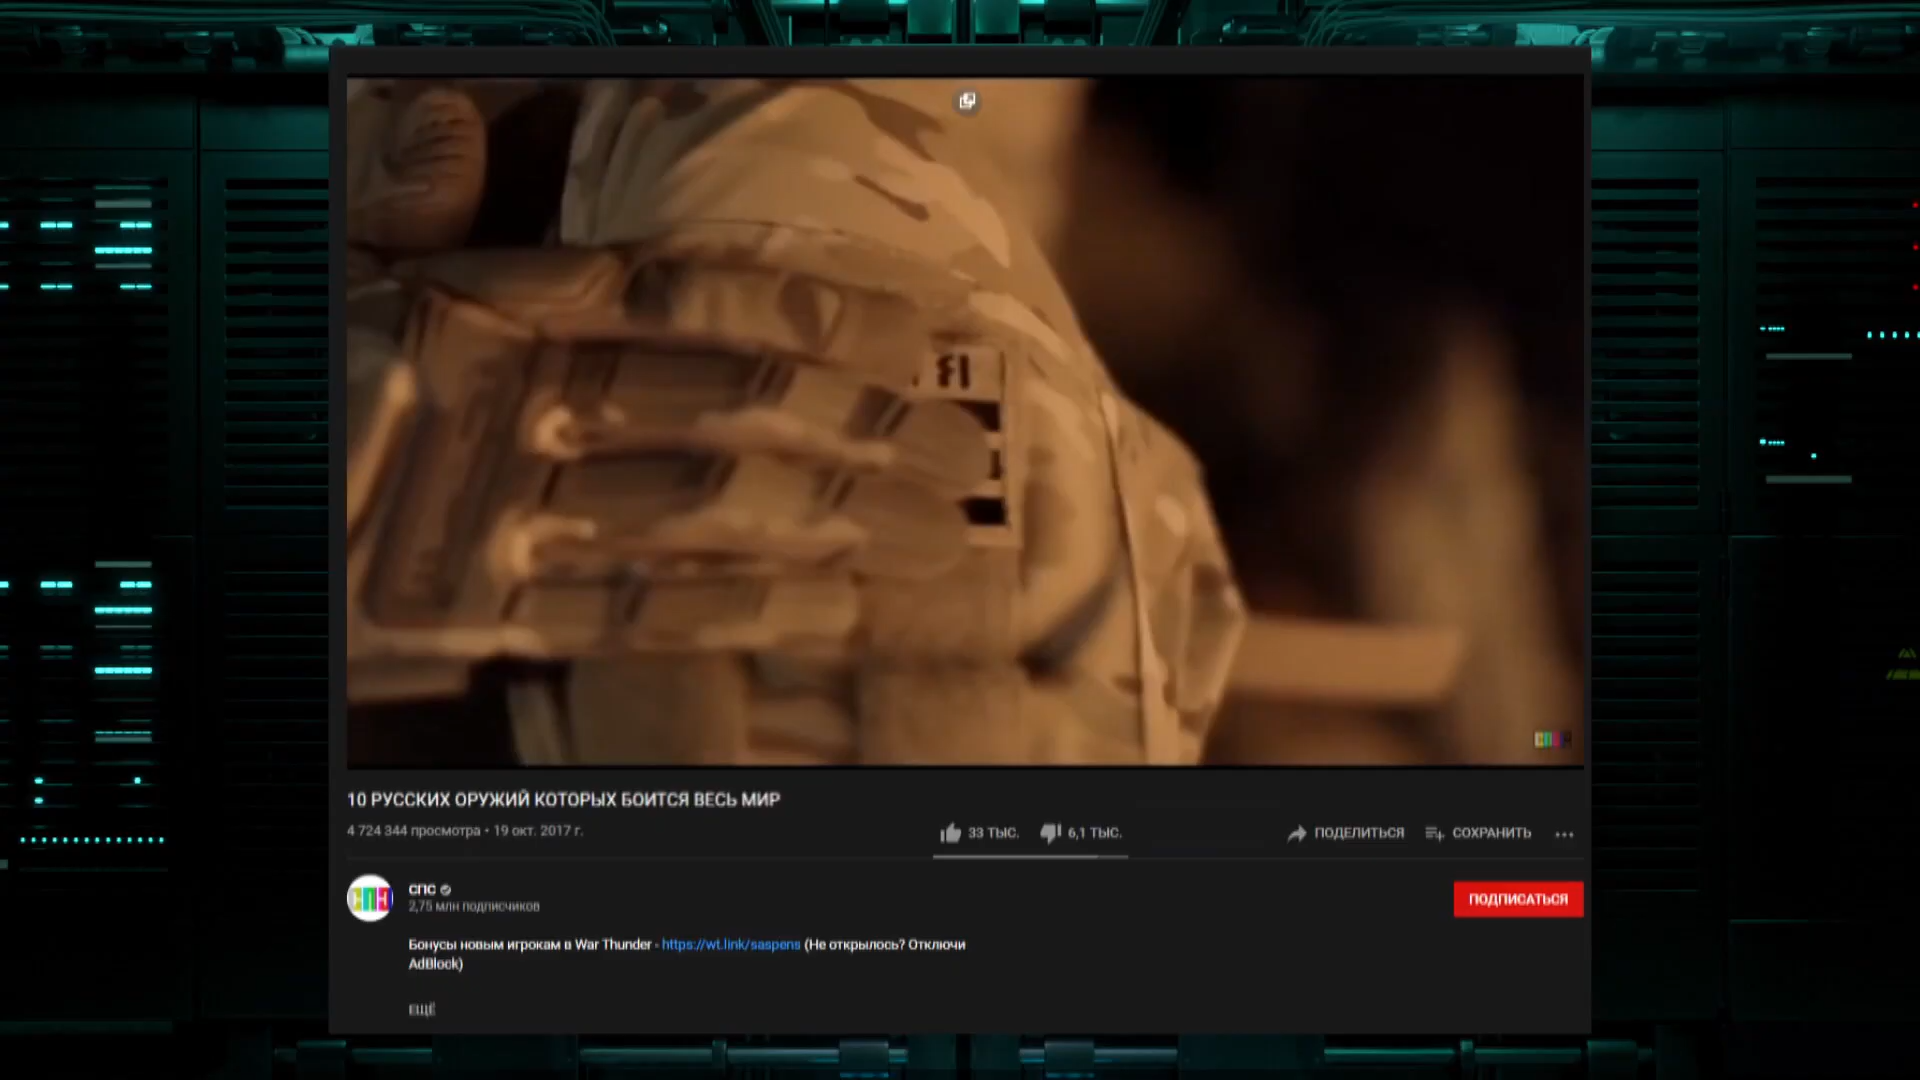 СПС
10 РУССКИХ ОРУЖИЙ КОТОРЫХ БОИТСЯ ВЕСЬ МИР
4 724 344 просмотра • 19 окт. 2017 г.
33 ТЫС. 6,1 ТЫС. ПОДЕЛИТЬСЯ СОХРАНИТЬ
СПС
СПС
2,75 млн подписчиков
ПОДПИСАТЬСЯ
Бонусы новым игрокам в War Thunder - https://wt.link/saspens (Не открылось? Отключи
AdBlock)
ЕЩЁ